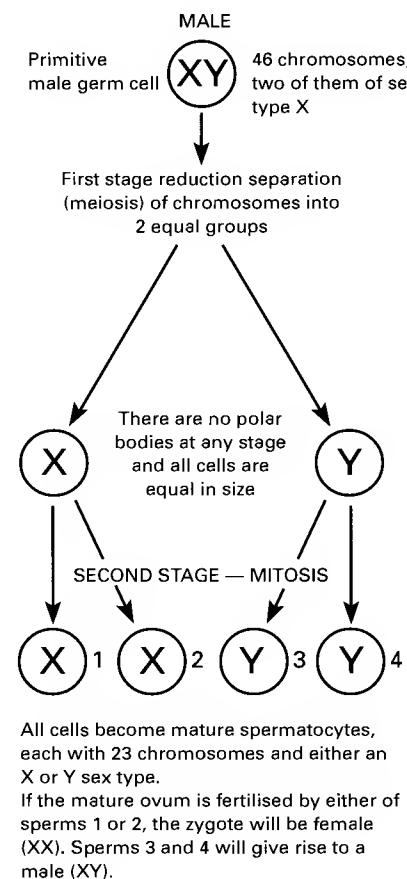 MALE
Primitive
male germ cell
XY
46 chromosomes,
two of them of se
type X
First stage reduction separation
(meiosis) of chromosomes into
2 equal groups
There are no polar
bodies at any stage
and all cells are
equal in size
X
Y
SECOND STAGE — MITOSIS
X 1 X 2 Y 3 Y 4
All cells become mature spermatocytes,
each with 23 chromosomes and either an
X or Y sex type.
If the mature ovum is fertilised by either of
sperms 1 or 2, the zygote will be female
(XX). Sperms 3 and 4 will give rise to a
male (XY).